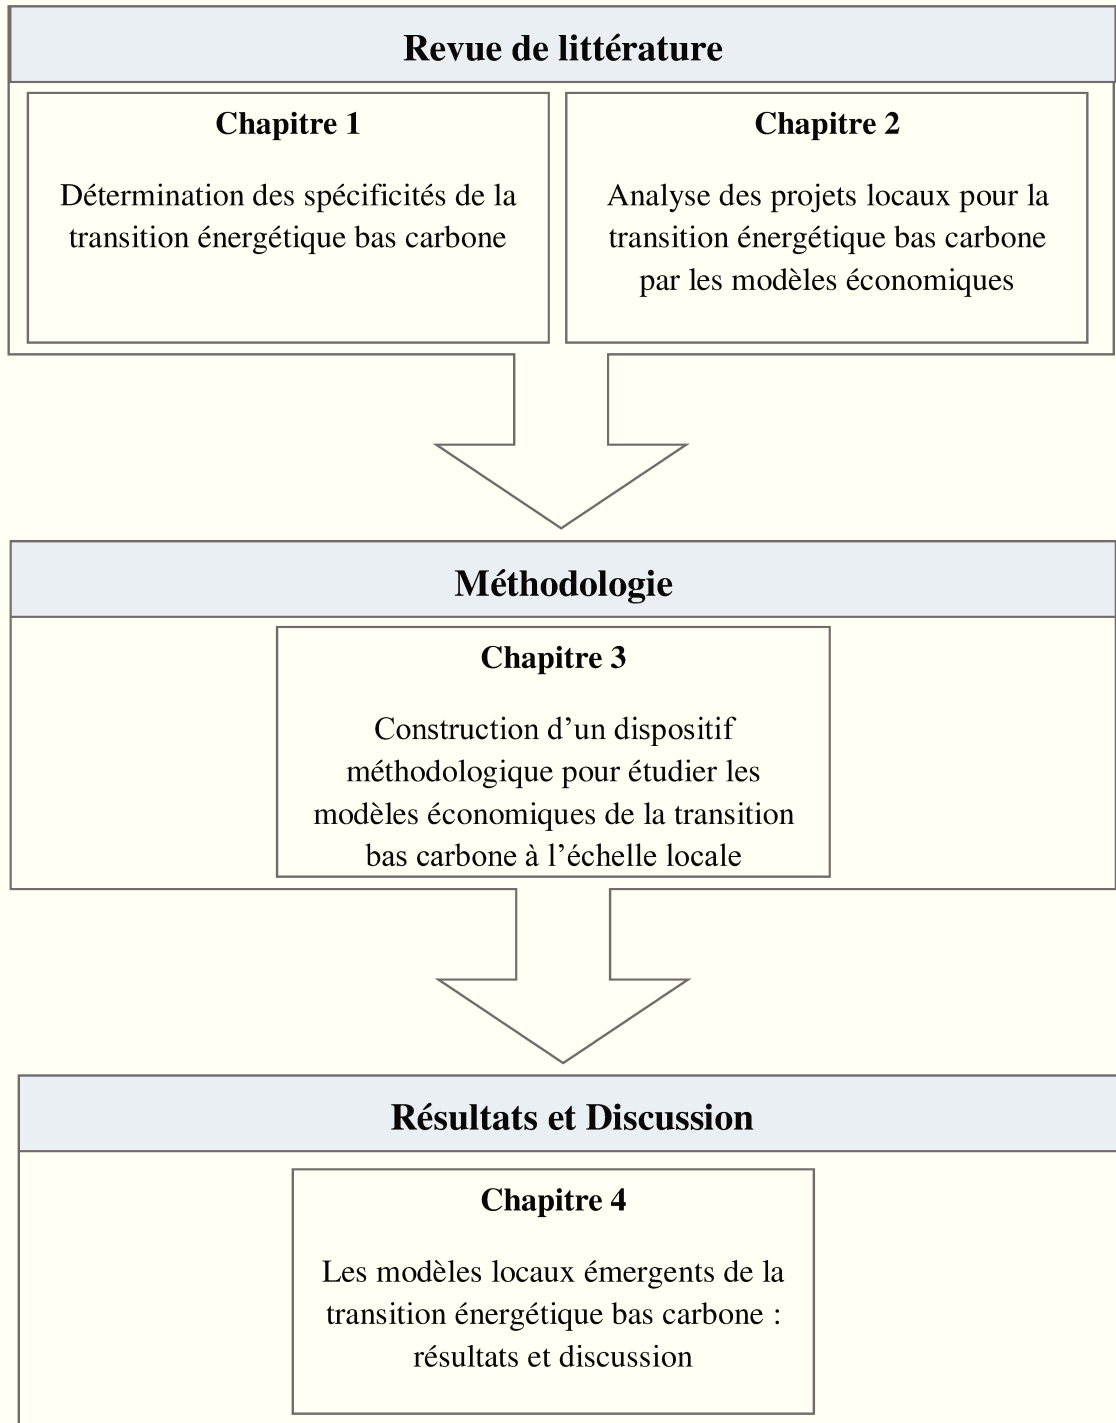 Revue de littérature
Chapitre 1
Détermination des spécificités de la
transition énergétique bas carbone
Chapitre 2
Analyse des projets locaux pour la
transition énergétique bas carbone
par les modèles économiques
Méthodologie
Chapitre 3
Construction d’un dispositif
méthodologique pour étudier les
modèles économiques de la transition
bas carbone à l’échelle locale
Résultats et Discussion
Chapitre 4
Les modèles locaux émergents de la
transition énergétique bas carbone :
résultats et discussion